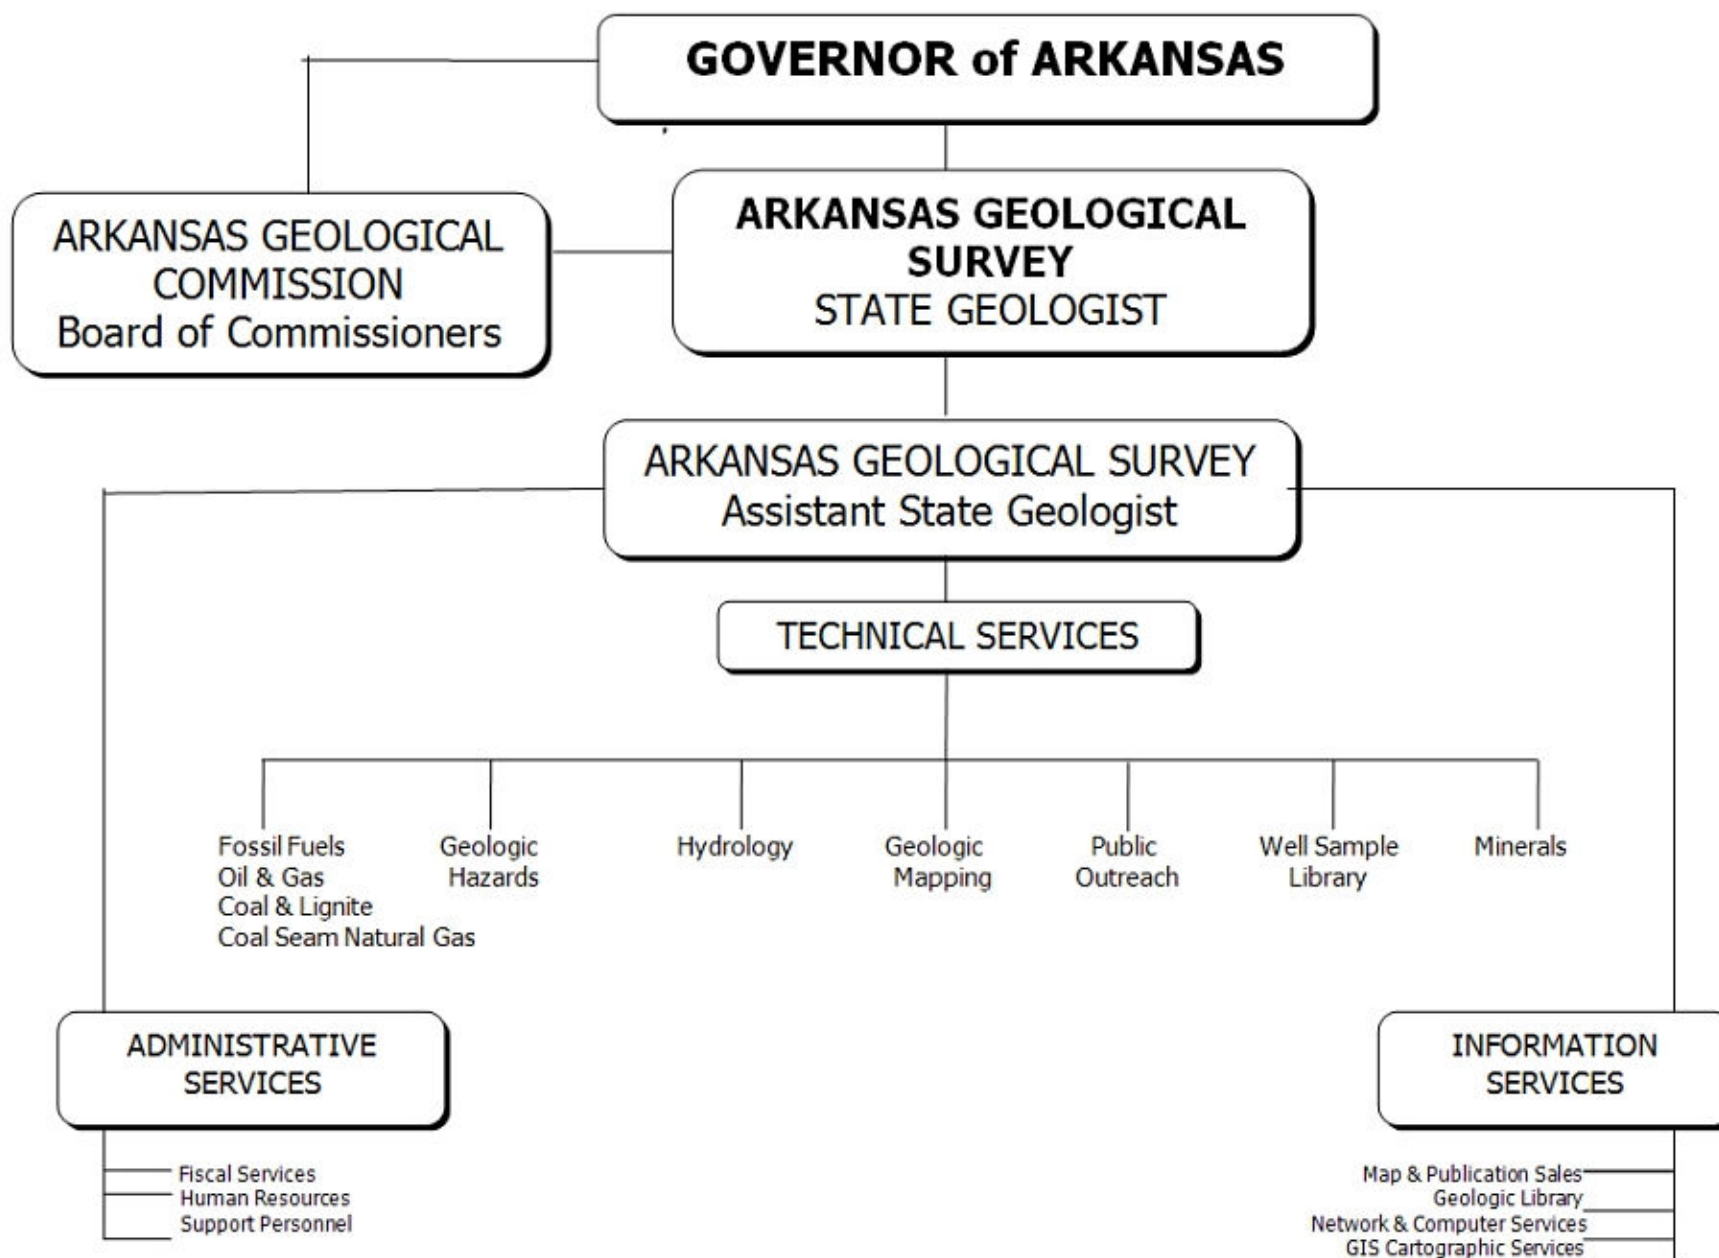 GOVERNOR of ARKANSAS
ARKANSAS GEOLOGICAL
COMMISSION
Board of Commissioners
ARKANSAS GEOLOGICAL
SURVEY
STATE GEOLOGIST
ARKANSAS GEOLOGICAL SURVEY
Assistant State Geologist
TECHNICAL SERVICES
Fossil Fuels
Oil & Gas
Coal & Lignite
Coal Seam Natural Gas
Geologic
Hazards
Hydrology
Geologic
Mapping
Public
Outreach
Well Sample
Library
Minerals
ADMINISTRATIVE
SERVICES
Fiscal Services
Human Resources
Support Personnel
INFORMATION
SERVICES
Map & Publication Sales
Geologic Library
Network & Computer Services
GIS Cartographic Services